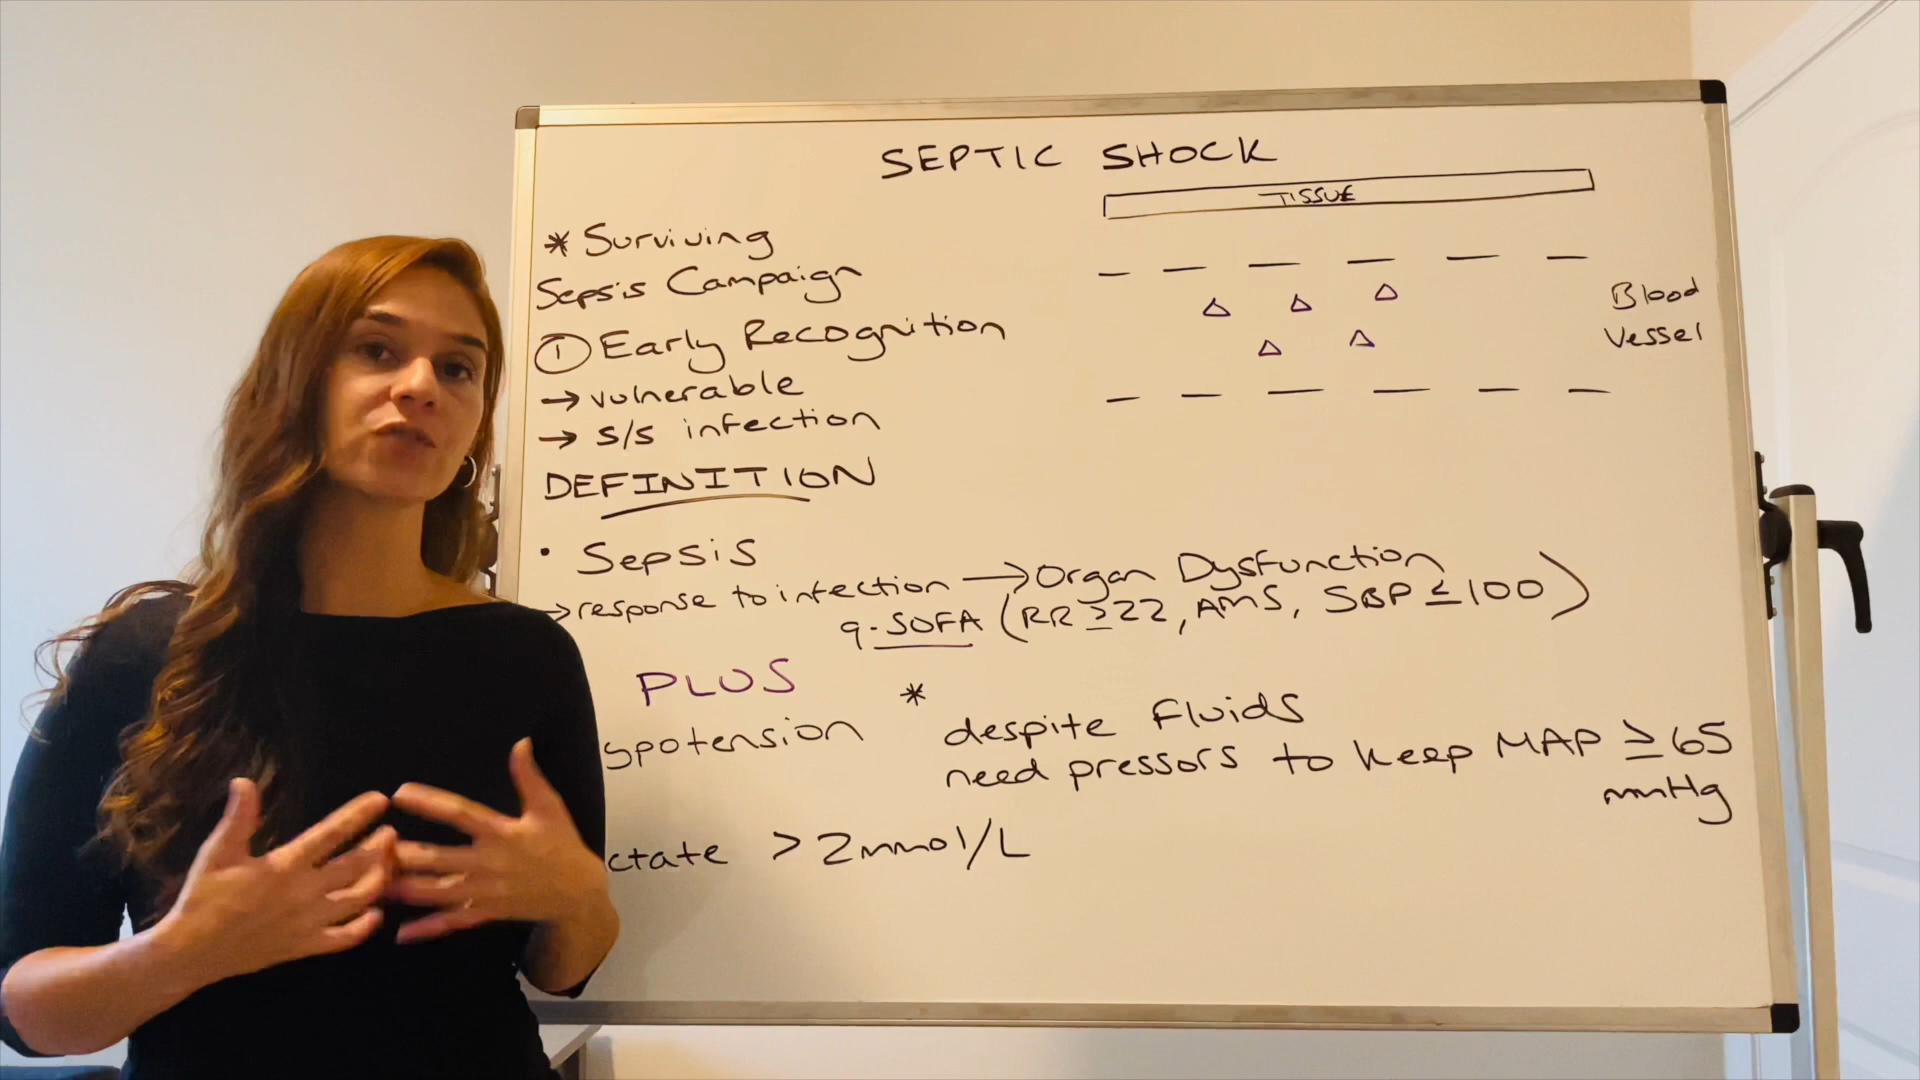 SEPTIC SHOCK
TISSUE
* Surviving
Sepsis Campaign
① Early Recognition
→ vulnerable
→ s/s infection
Blood
Vessel
DEFINITION
• Sepsis
→ response to infection → Organ Dysfunction
q-SOFA (RR ≥22, AMS, SBP ≤100)
PLUS
ypotension * despite fluids
need pressors to keep MAP ≥65
mmHg
ctate > 2mmol/L